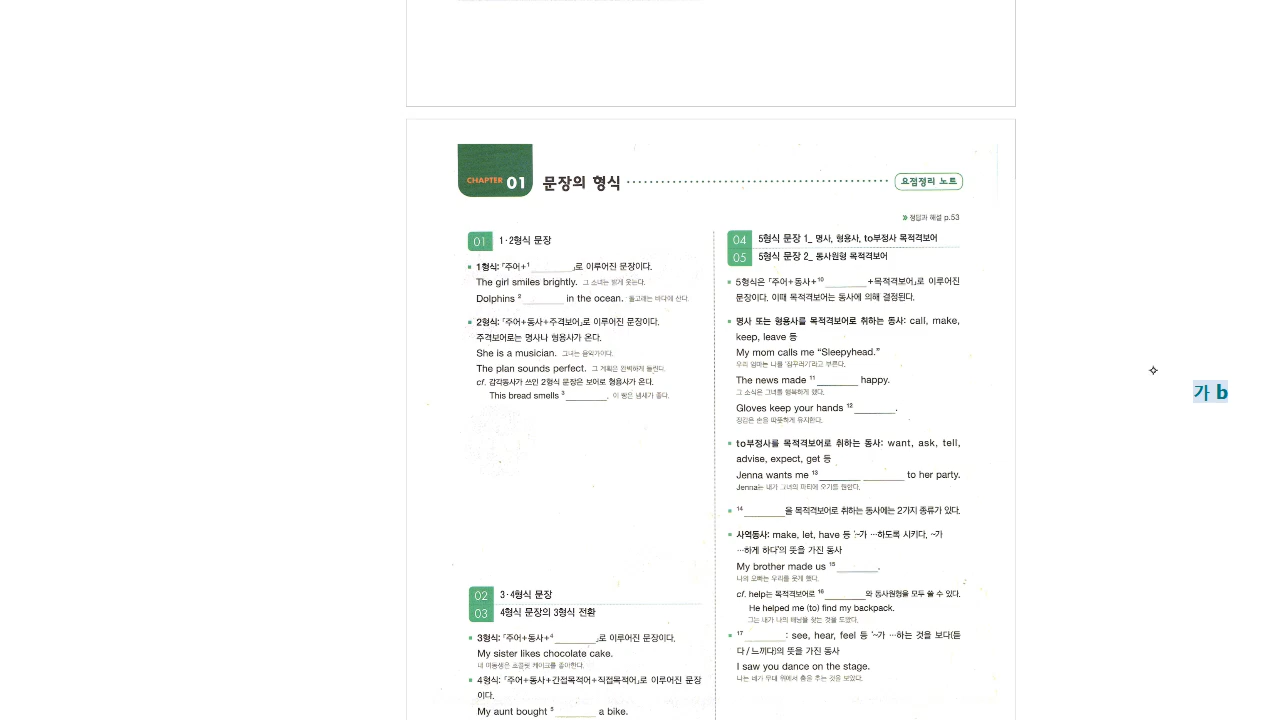 CHAPTER 01 문장의 형식
요점정리 노트
정답과 해설 p.53
01 1·2형식 문장
1형식: 「주어+1________」로 이루어진 문장이다.
The girl smiles brightly. 그 소녀는 밝게 웃는다.
Dolphins 2________ in the ocean. 돌고래는 바다에 산다.
2형식: 「주어+동사+주격보어」로 이루어진 문장이다.
주격보어로는 명사나 형용사가 온다.
She is a musician. 그녀는 음악가이다.
The plan sounds perfect. 그 계획은 완벽하게 들린다.
cf. 감각동사가 쓰인 2형식 문장은 보어로 형용사가 온다.
This bread smells 3________. 이 빵은 냄새가 좋다.
02 3·4형식 문장
03 4형식 문장의 3형식 전환
3형식: 「주어+동사+4________」로 이루어진 문장이다.
My sister likes chocolate cake.
내 여동생은 초콜릿 케이크를 좋아한다.
4형식: 「주어+동사+간접목적어+직접목적어」로 이루어진 문장
이다.
My aunt bought 5________ a bike.
04 5형식 문장 1_ 명사, 형용사, to부정사 목적격보어
05 5형식 문장 2_ 동사원형 목적격보어
5형식은 「주어+동사+10________+목적격보어」로 이루어진
문장이다. 이때 목적격보어는 동사에 의해 결정된다.
명사 또는 형용사를 목적격보어로 취하는 동사: call, make,
keep, leave 등
My mom calls me “Sleepyhead.”
우리 엄마는 나를 ‘잠꾸러기’라고 부른다.
The news made 11________ happy.
그 소식은 그녀를 행복하게 했다.
Gloves keep your hands 12________.
장갑은 손을 따뜻하게 유지한다.
to부정사를 목적격보어로 취하는 동사: want, ask, tell,
advise, expect, get 등
Jenna wants me 13________ ________ to her party.
Jenna는 내가 그녀의 파티에 오기를 원한다.
14________을 목적격보어로 취하는 동사에는 2가지 종류가 있다.
사역동사: make, let, have 등 ‘~가 …하도록 시키다, ~가
…하게 하다’의 뜻을 가진 동사
My brother made us 15________.
나의 오빠는 우리를 웃게 했다.
cf. help는 목적격보어로 16________와 동사원형을 모두 쓸 수 있다.
He helped me (to) find my backpack.
그는 내가 나의 배낭을 찾는 것을 도왔다.
17________: see, hear, feel 등 ‘~가 …하는 것을 보다(듣
다/느끼다)’의 뜻을 가진 동사
I saw you dance on the stage.
나는 네가 무대 위에서 춤을 추는 것을 보았다.
가 b